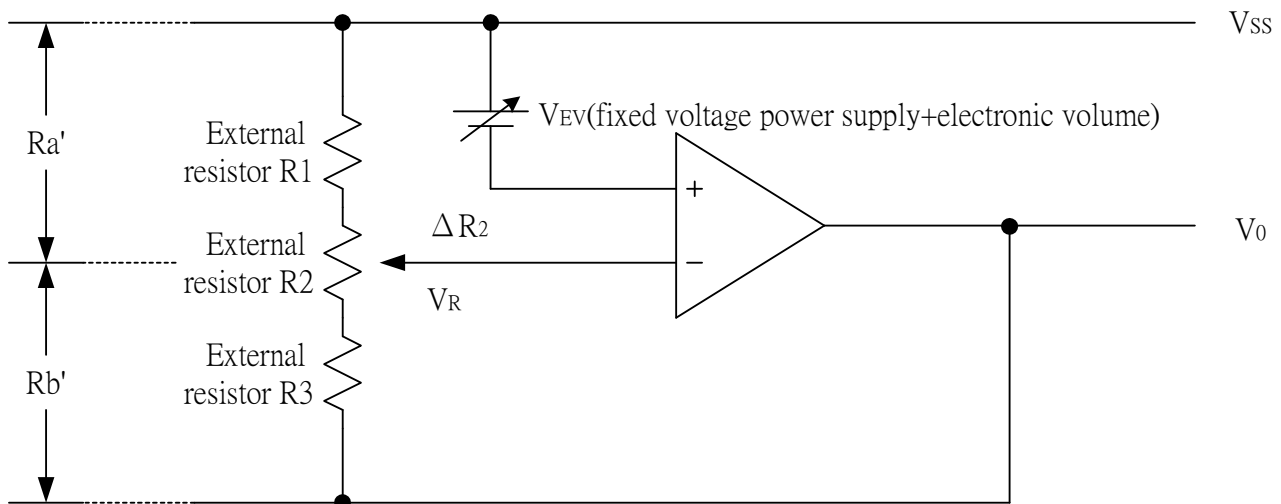 VSS
VEV(fixed voltage power supply+electronic volume)
External
resistor R1
Ra'
+
Δ R2
V0
External
resistor R2
−
VR
External
resistor R3
Rb'